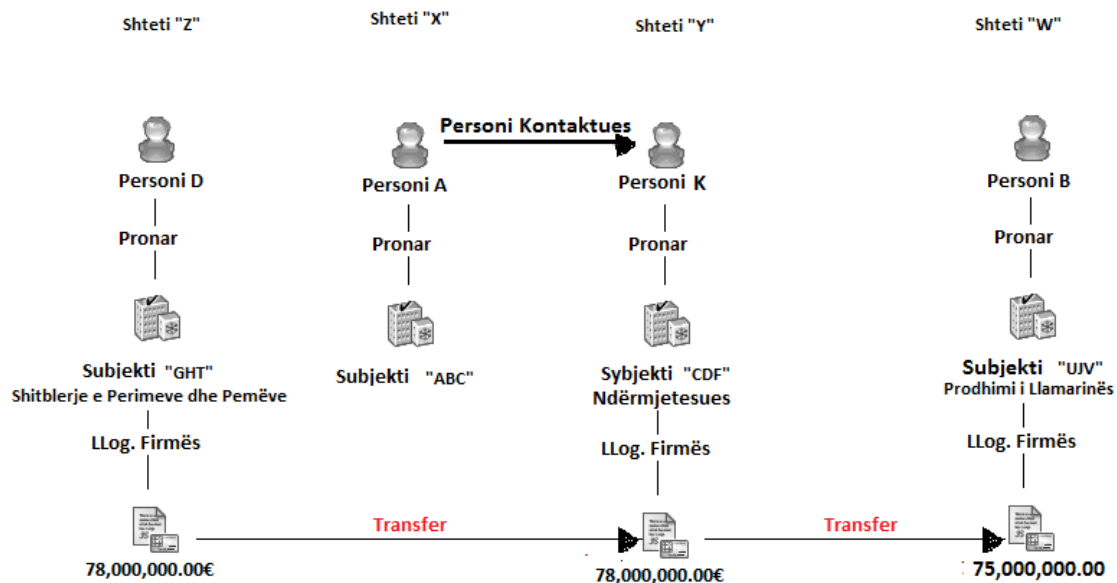 Shteti "Z"
Shteti "X"
Shteti "Y"
Shteti "W"
Personi Kontaktues
Personi D
Personi A
Personi K
Personi B
Pronar
Pronar
Pronar
Pronar
Subjekti "GHT"
Shitblerje e Perimeve dhe Pemëve
Subjekti "ABC"
Sybjekti "CDF"
Ndërmjetesues
Subjekti "UJV"
Prodhimi i Llamarinës
LLog. Firmës
LLog. Firmës
LLog. Firmës
Transfer
Transfer
78,000,000.00€
78,000,000.00€
75,000,000.00